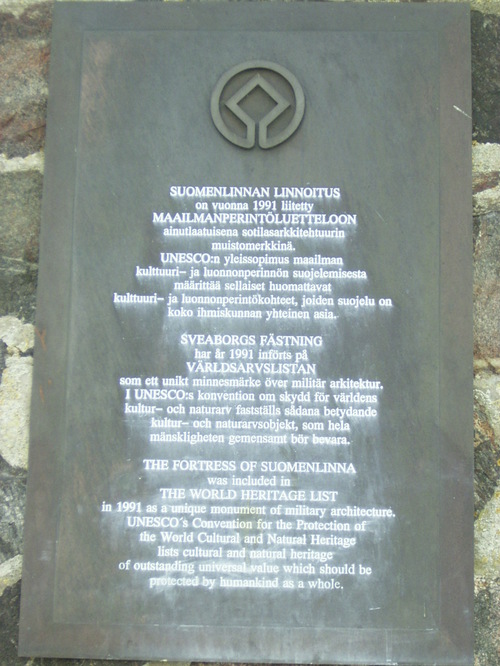 SUOMENLINNAN LINNOITUS
on vuonna 1991 liitetty
MAAILMANPERINTÖLUETTELOON
ainutlaatuisena sotilasarkkitehtuurin
muistomerkkinä.
UNESCO:n yleissopimus maailman
kulttuuri– ja luonnonperinnön suojelemisesta
määrittää sellaiset huomattavat
kulttuuri– ja luonnonperintökohteet, joiden suojelu on
koko ihmiskunnan yhteinen asia.
SVEABORGS FÄSTNING
har år 1991 införts på
VÄRLDSARVSLISTAN
som ett unikt minnesmärke över militär arkitektur.
I UNESCO:s konvention om skydd för världens
kultur– och naturarv fastställs sådana betydande
kultur– och naturarvsobjekt, som hela
mänskligheten gemensamt bör bevara.
THE FORTRESS OF SUOMENLINNA
was included in
THE WORLD HERITAGE LIST
in 1991 as a unique monument of military architecture.
UNESCO´s Convention for the Protection of
the World Cultural and Natural Heritage
lists cultural and natural heritage
of outstanding universal value which should be
protected by humankind as a whole.